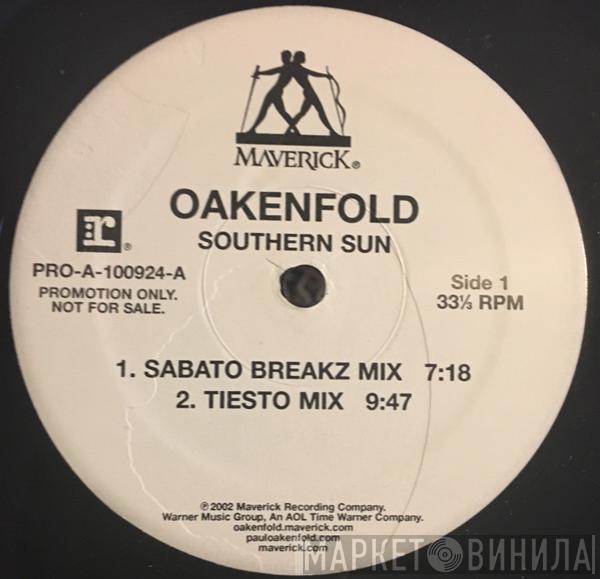 MAVERICK®
OAKENFOLD
SOUTHERN SUN
r®
PRO-A-100924-A
PROMOTION ONLY.
NOT FOR SALE.
Side 1
33⅓ RPM
1. SABATO BREAKZ MIX 7:18
2. TIESTO MIX 9:47
℗2002 Maverick Recording Company.
Warner Music Group, An AOL Time Warner Company.
oakenfold.maverick.com
pauloakenfold.com
maverick.com
МАРКЕТ ВИНИЛА